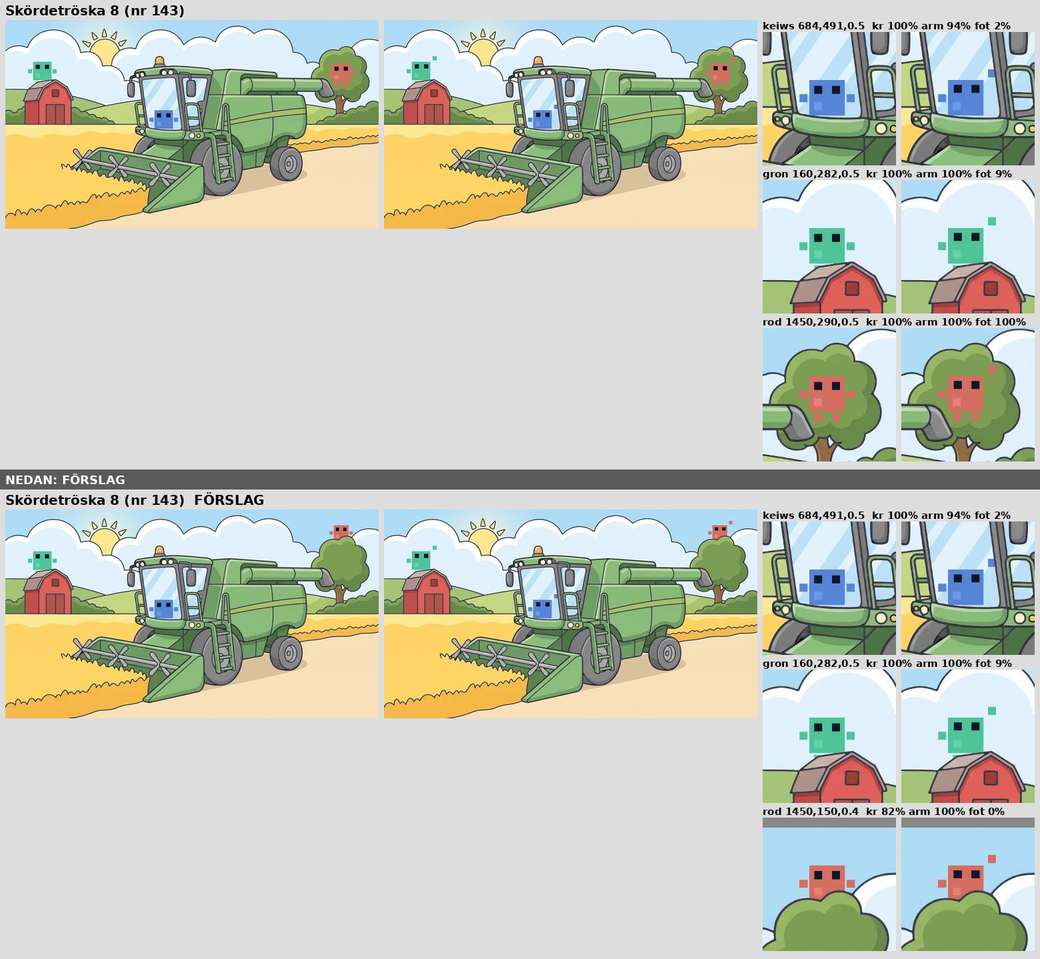 Skördetröska 8 (nr 143)
keiws 684,491,0.5 kr 100% arm 94% fot 2%
gron 160,282,0.5 kr 100% arm 100% fot 9%
rod 1450,290,0.5 kr 100% arm 100% fot 100%
NEDAN: FÖRSLAG
Skördetröska 8 (nr 143) FÖRSLAG
keiws 684,491,0.5 kr 100% arm 94% fot 2%
gron 160,282,0.5 kr 100% arm 100% fot 9%
rod 1450,150,0.4 kr 82% arm 100% fot 0%